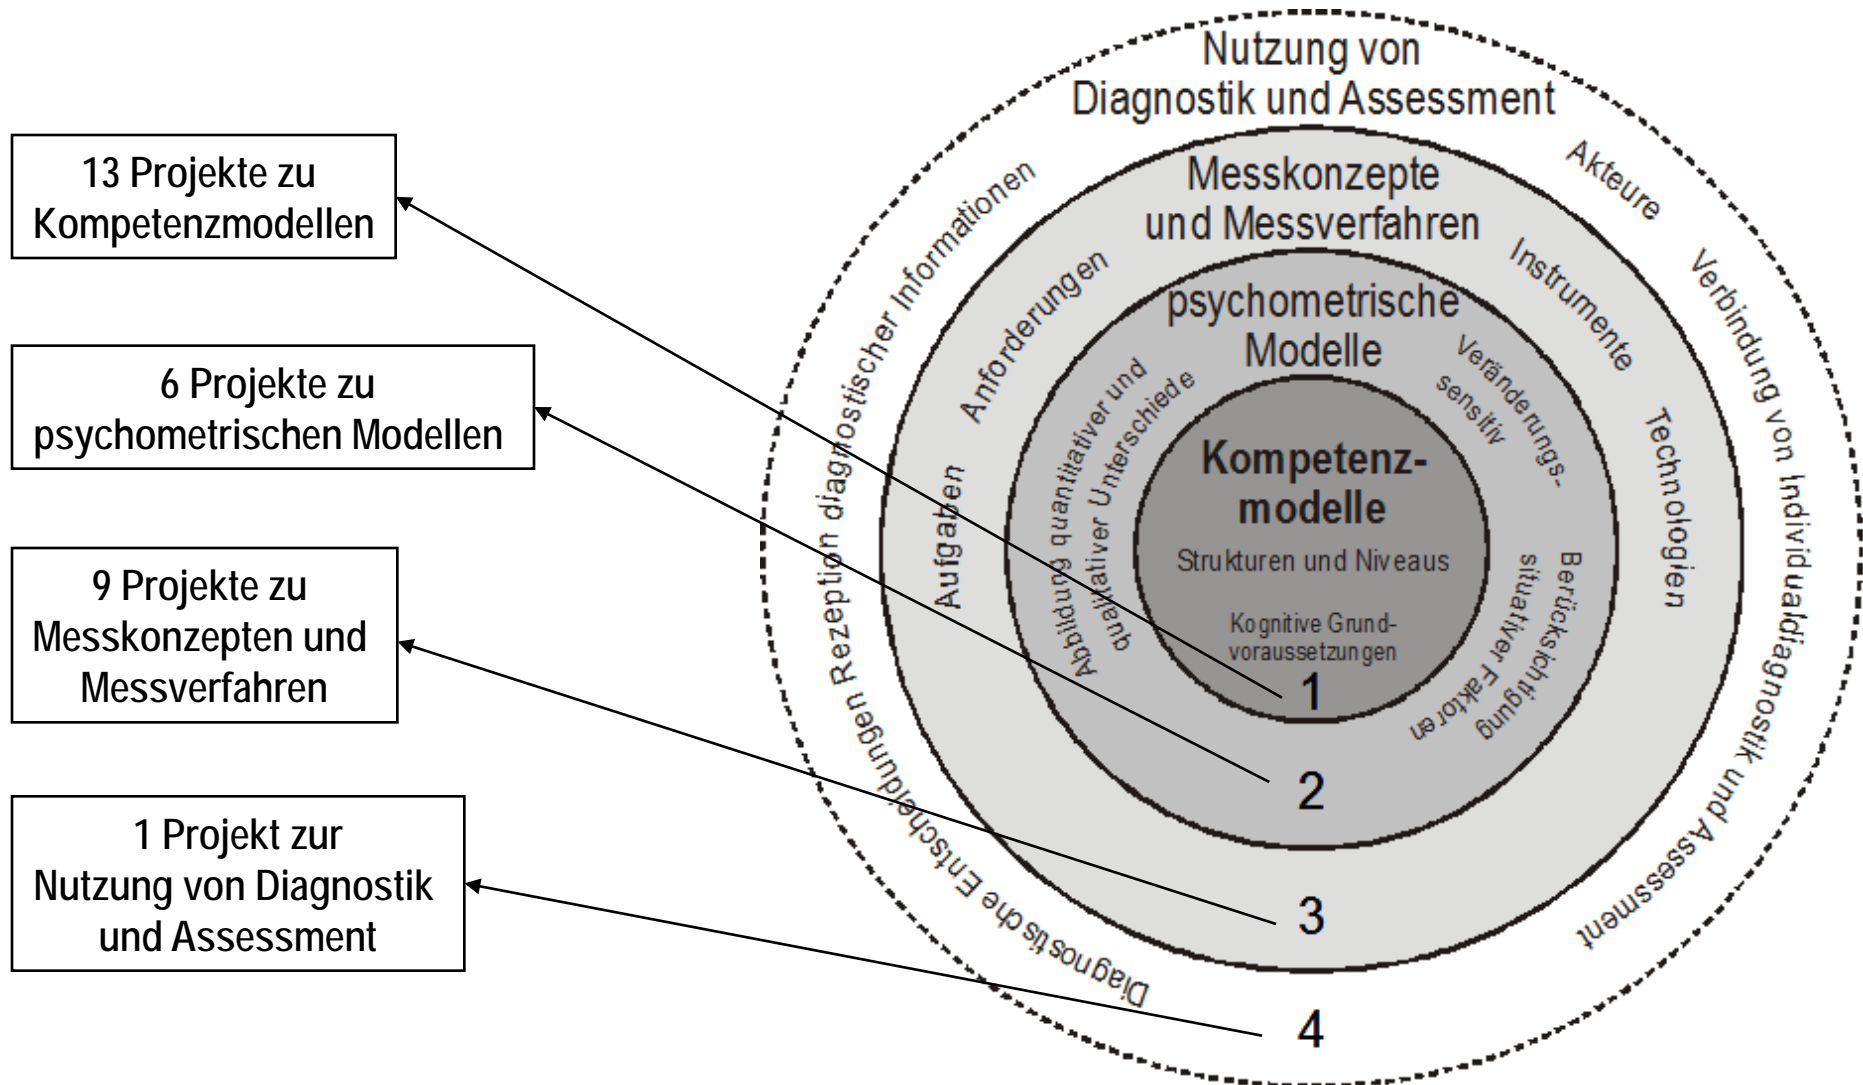 13 Projekte zu
Kompetenzmodellen
6 Projekte zu
psychometrischen Modellen
9 Projekte zu
Messkonzepten und
Messverfahren
1 Projekt zur
Nutzung von Diagnostik
und Assessment
Nutzung von
Diagnostik und Assessment
Akteure
Verbindung von Individualdiagnostik und Assessment
Rezeption diagnostischer Informationen
Diagnostische Entscheidungen
Messkonzepte
und Messverfahren
Aufgaben
Anforderungen
Instrumente
Technologien
psychometrische
Modelle
Abbildung quantitativer und
qualitativer Unterschiede
Veränderungs-
sensitiv
Berücksichtigung
situativer Faktoren
Kompetenz-
modelle
Strukturen und Niveaus
Kognitive Grund-
voraussetzungen
1
2
3
4